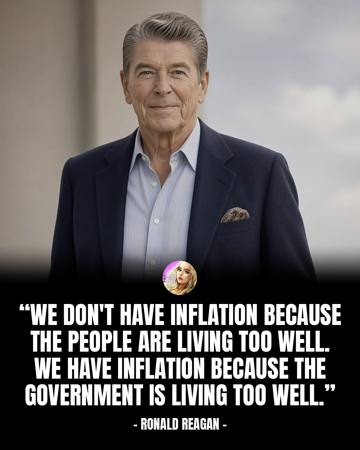 “WE DON'T HAVE INFLATION BECAUSE
THE PEOPLE ARE LIVING TOO WELL.
WE HAVE INFLATION BECAUSE THE
GOVERNMENT IS LIVING TOO WELL.”
- RONALD REAGAN -